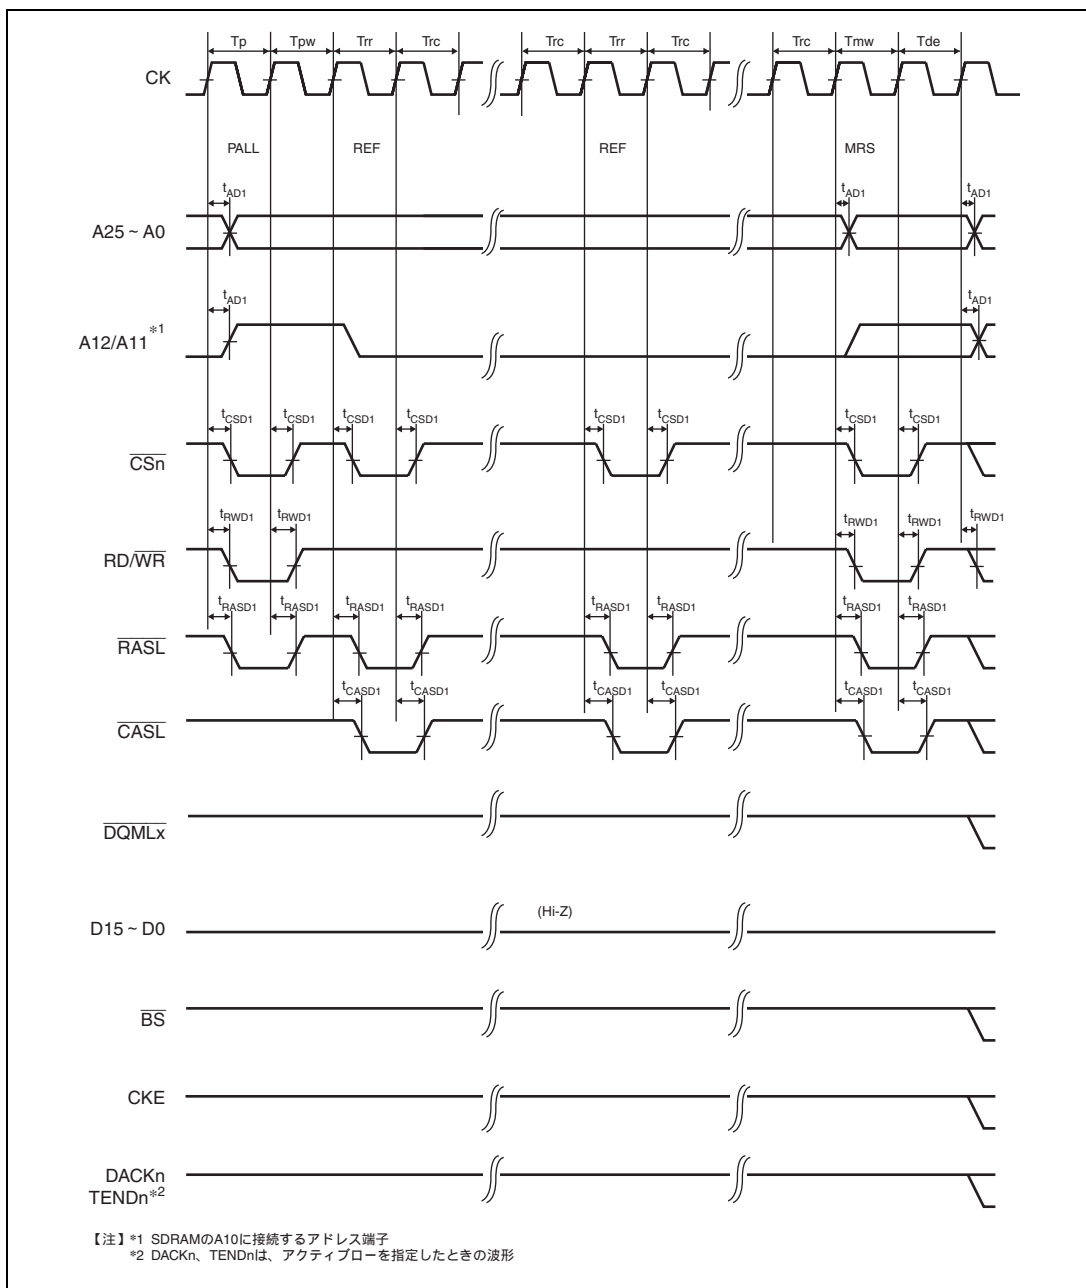 Tp Tpw Trr Trc Trc Trr Trc Trc Tmw Tde
CK
PALL REF REF MRS
tAD1 tAD1 tAD1
A25 ~ A0
tAD1 tAD1
A12/A11*1
tCSD1 tCSD1 tCSD1 tCSD1 tCSD1 tCSD1 tCSD1 tCSD1
CSn
tRWD1 tRWD1 tRWD1 tRWD1 tRWD1
RD/WR
tRASD1 tRASD1 tRASD1 tRASD1 tRASD1 tRASD1 tRASD1 tRASD1
RASL
tCASD1 tCASD1 tCASD1 tCASD1 tCASD1 tCASD1
CASL
DQMLx
(Hi-Z)
D15 ~ D0
BS
CKE
DACKn
TENDn*2
【注】*1 SDRAMのA10に接続するアドレス端子
*2 DACKn、TENDnは、アクティブローを指定したときの波形